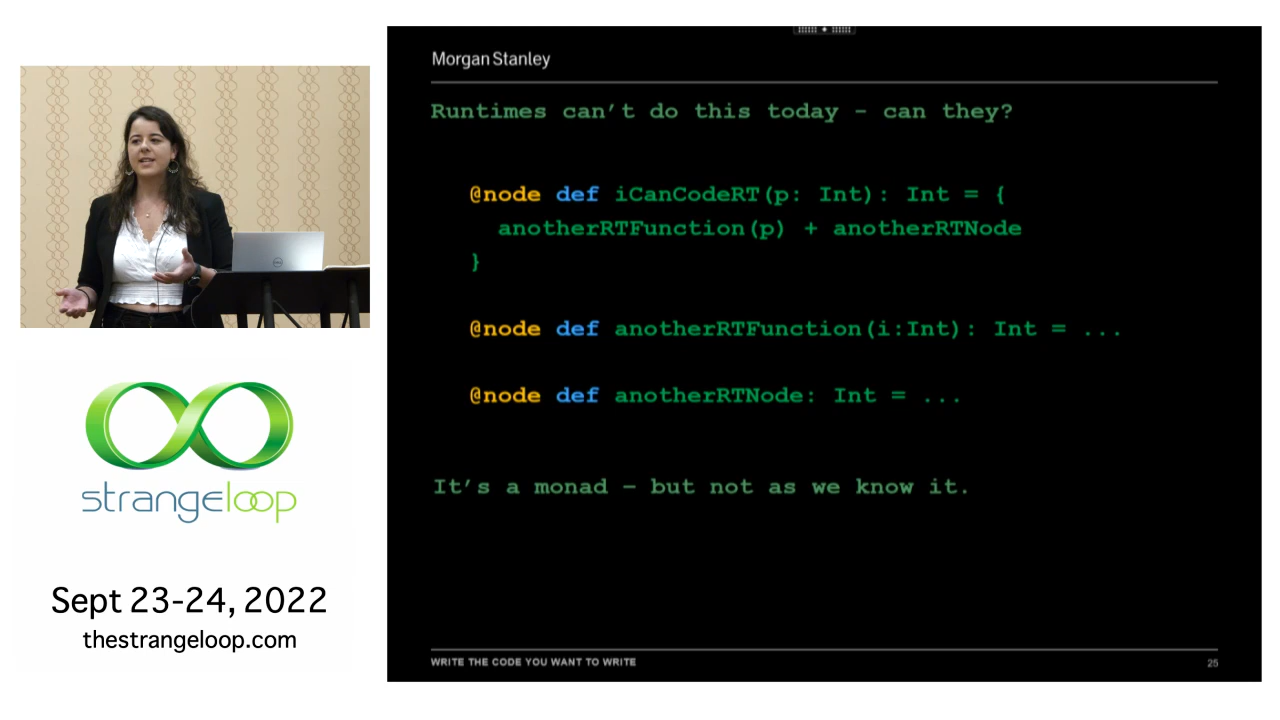 Morgan Stanley
Runtimes can't do this today – can they?
@node def iCanCodeRT(p: Int): Int = {
anotherRTFunction(p) + anotherRTNode
}
@node def anotherRTFunction(i:Int): Int = ...
@node def anotherRTNode: Int = ...
It's a monad – but not as we know it.
WRITE THE CODE YOU WANT TO WRITE
25
strangeloop
Sept 23-24, 2022
thestrangeloop.com